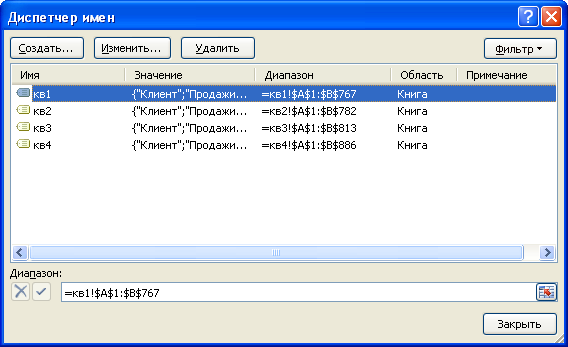 Диспетчер имен
Создать... Изменить... Удалить Фильтр
Имя Значение Диапазон Область Примечание
кв1 {"Клиент";"Продажи... =кв1!$A$1:$B$767 Книга
кв2 {"Клиент";"Продажи... =кв2!$A$1:$B$782 Книга
кв3 {"Клиент";"Продажи... =кв3!$A$1:$B$813 Книга
кв4 {"Клиент";"Продажи... =кв4!$A$1:$B$886 Книга
Диапазон:
=кв1!$A$1:$B$767
Закрыть